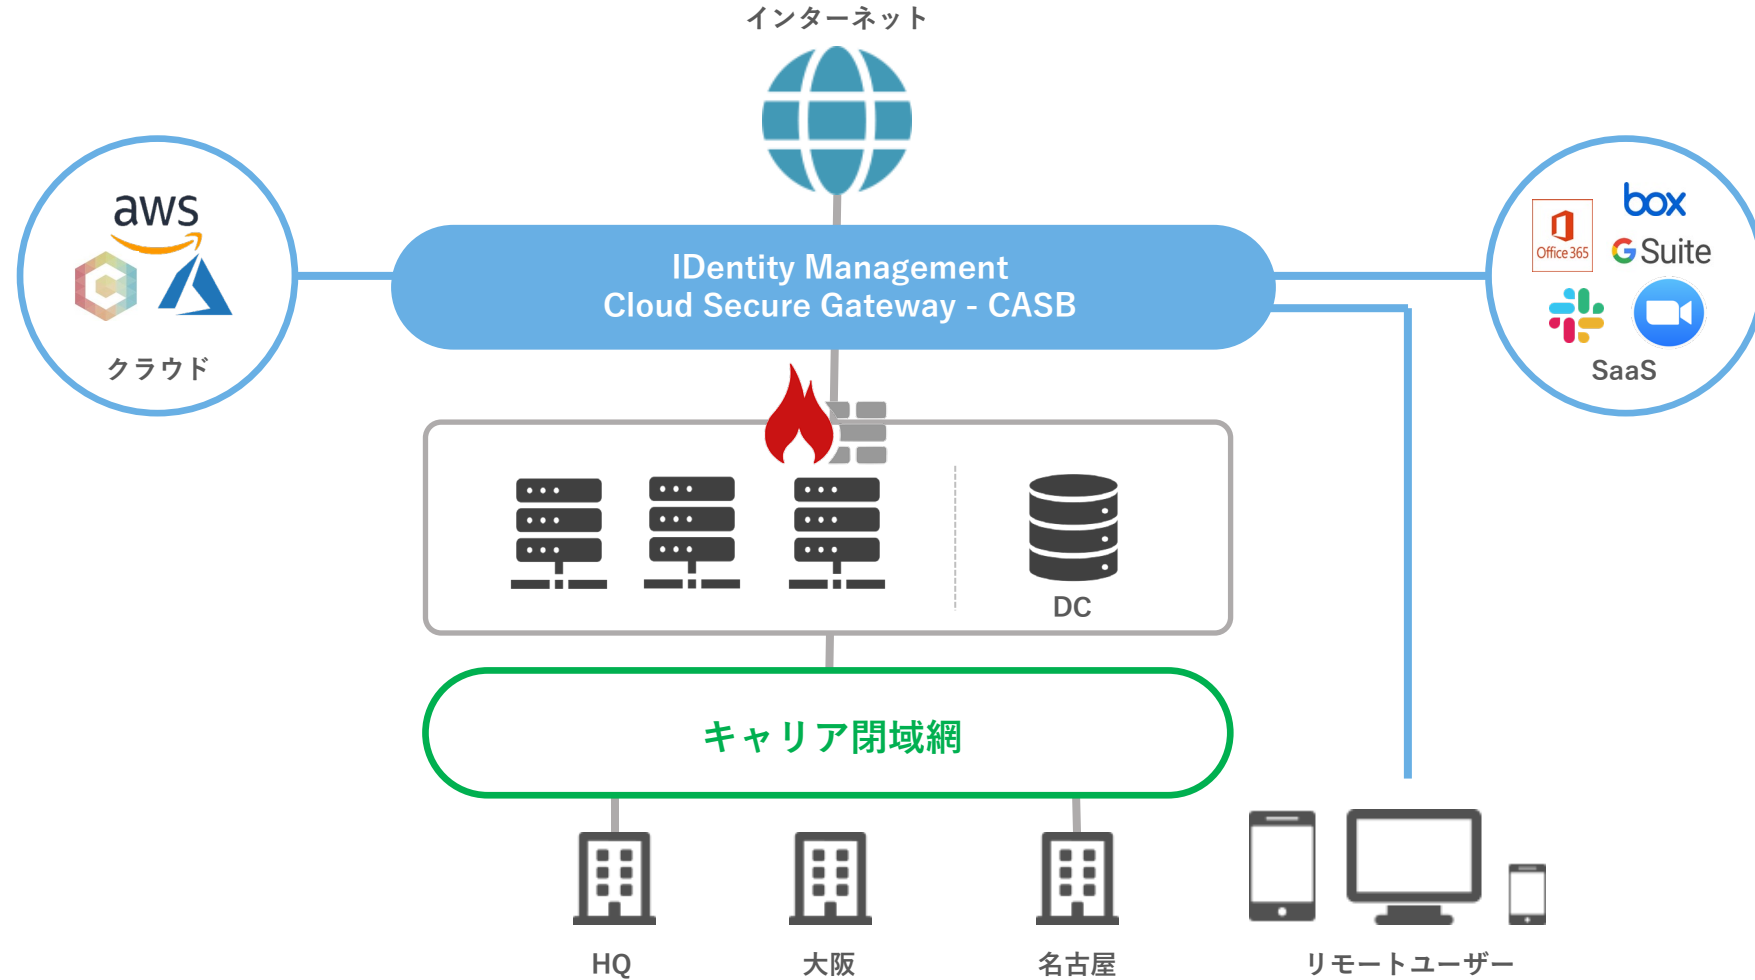 インターネット
aws
クラウド
IDentity Management
Cloud Secure Gateway - CASB
box
Office 365
G Suite
SaaS
DC
キャリア閉域網
HQ
大阪
名古屋
リモートユーザー